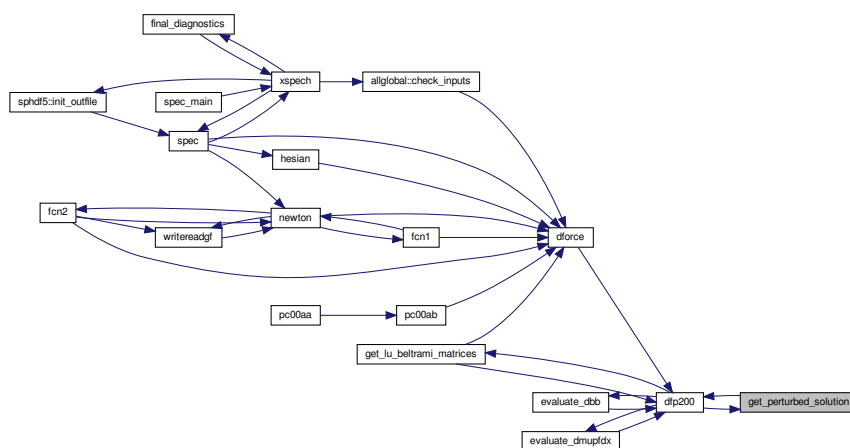 final_diagnostics
xspech
allglobal::check_inputs
sphdf5::init_outfile
spec_main
spec
hesian
fcn2
newton
writereadgf
fcn1
dforce
pc00aa
pc00ab
get_lu_beltrami_matrices
evaluate_dbb
dfp200
get_perturbed_solution
evaluate_dmupfdx